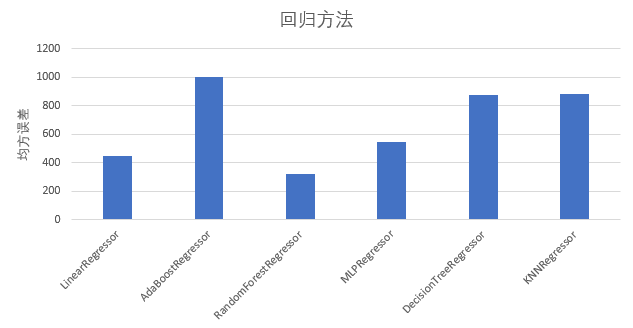 回归方法
均方误差
1200
1000
800
600
400
200
0
LinearRegressor
AdaBoostRegressor
RandomForestRegressor
MLPRegressor
DecisionTreeRegressor
KNNRegressor